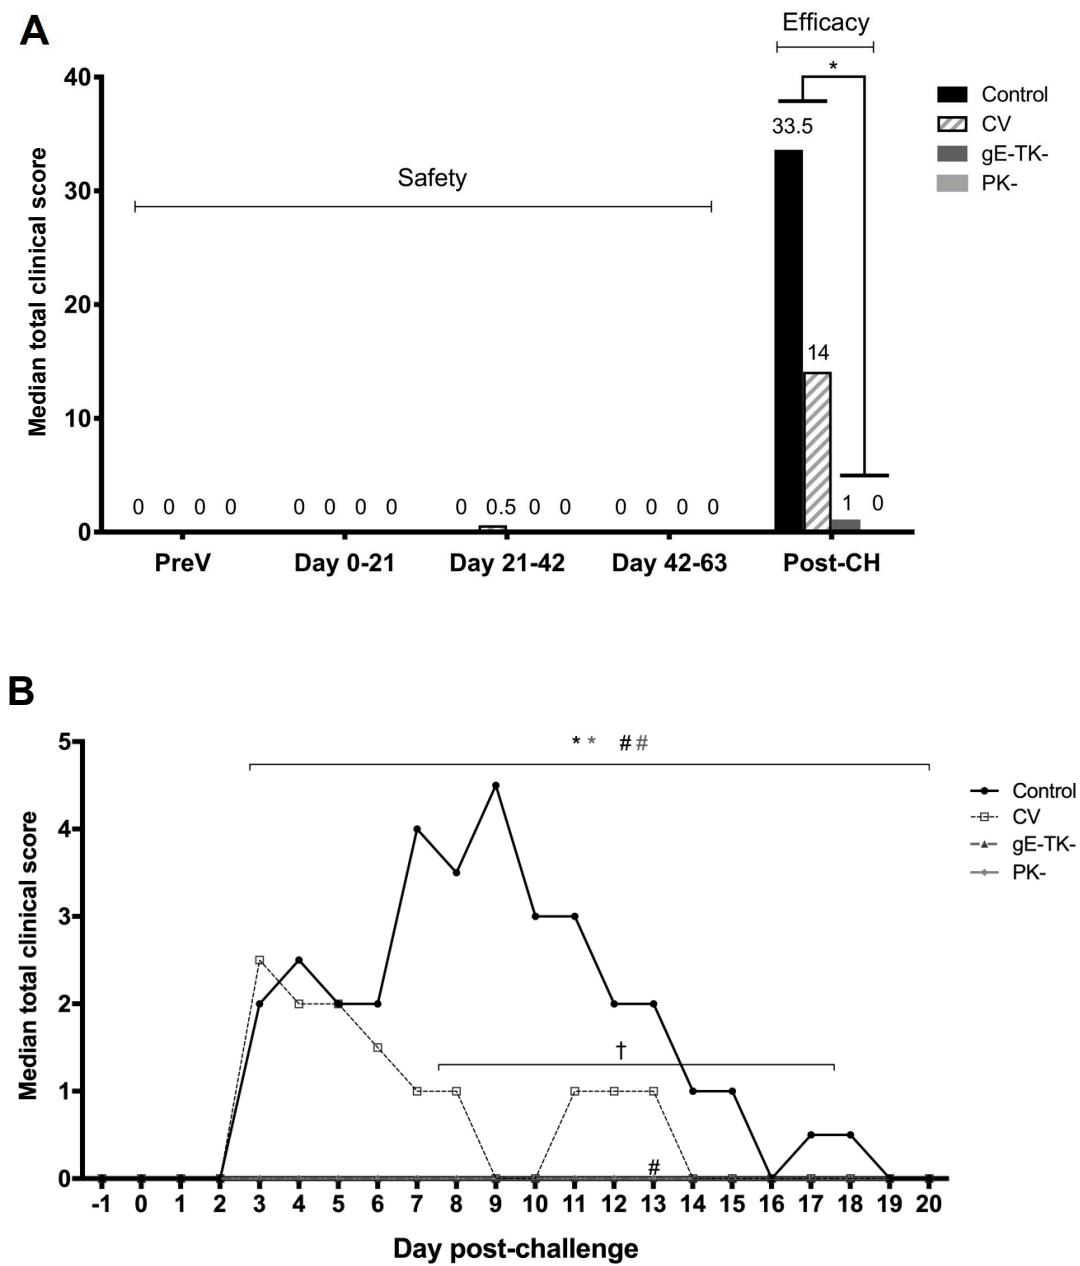 A
Efficacy
*
40
30
20
10
0
Median total clinical score
Safety
33.5
14
1 0
0 0 0 0
0 0 0 0
0 0.5 0 0
0 0 0 0
PreV
Day 0-21
Day 21-42
Day 42-63
Post-CH
Control
CV
gE-TK-
PK-
B
5
4
3
2
1
0
Median total clinical score
* * # #
†
#
-1 0 1 2 3 4 5 6 7 8 9 10 11 12 13 14 15 16 17 18 19 20
Day post-challenge
Control
CV
gE-TK-
PK-